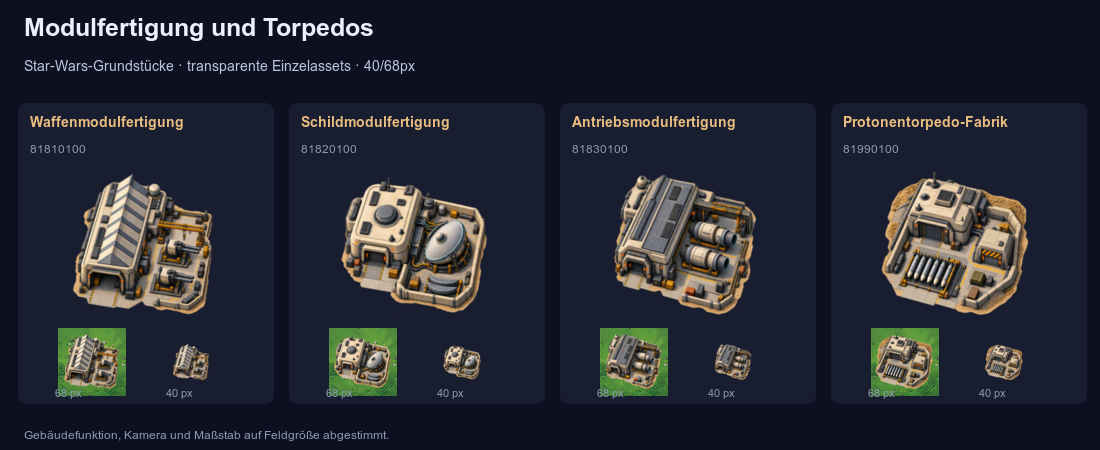 Modulfertigung und Torpedos
Star-Wars-Grundstücke · transparente Einzelassets · 40/68px
Waffenmodulfertigung
81810100
68 px
40 px
Schildmodulfertigung
81820100
68 px
40 px
Antriebsmodulfertigung
81830100
68 px
40 px
Protonentorpedo-Fabrik
81990100
68 px
40 px
Gebäudefunktion, Kamera und Maßstab auf Feldgröße abgestimmt.